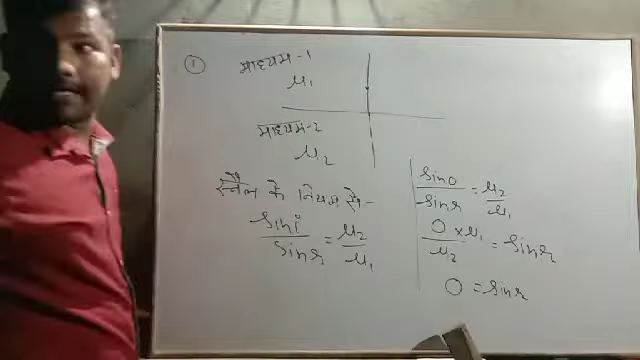 ① माध्यम-1
μ₁
माध्यम-2
μ₂
स्नैल के नियम से-
sin i / sin r = μ₂ / μ₁
sin 0 / sin r = μ₂ / μ₁
0 × μ₁ / μ₂ = sin r
0 = sin r